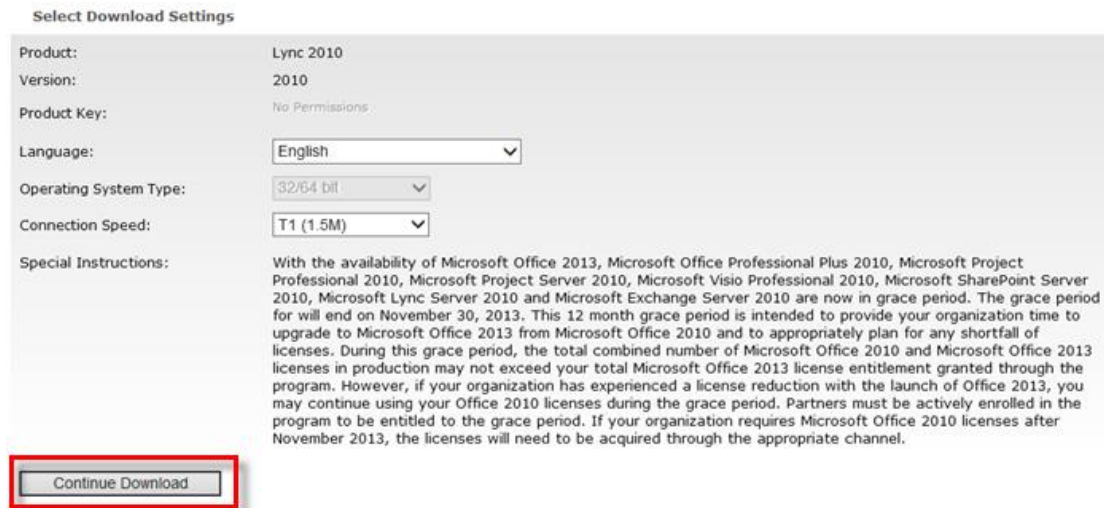 Select Download Settings
Product: Lync 2010
Version: 2010
Product Key: No Permissions
Language: English
Operating System Type: 32/64 bit
Connection Speed: T1 (1.5M)
Special Instructions: With the availability of Microsoft Office 2013, Microsoft Office Professional Plus 2010, Microsoft Project
Professional 2010, Microsoft Project Server 2010, Microsoft Visio Professional 2010, Microsoft SharePoint Server
2010, Microsoft Lync Server 2010 and Microsoft Exchange Server 2010 are now in grace period. The grace period
for will end on November 30, 2013. This 12 month grace period is intended to provide your organization time to
upgrade to Microsoft Office 2013 from Microsoft Office 2010 and to appropriately plan for any shortfall of
licenses. During this grace period, the total combined number of Microsoft Office 2010 and Microsoft Office 2013
licenses in production may not exceed your total Microsoft Office 2013 license entitlement granted through the
program. However, if your organization has experienced a license reduction with the launch of Office 2013, you
may continue using your Office 2010 licenses during the grace period. Partners must be actively enrolled in the
program to be entitled to the grace period. If your organization requires Microsoft Office 2010 licenses after
November 2013, the licenses will need to be acquired through the appropriate channel.
Continue Download